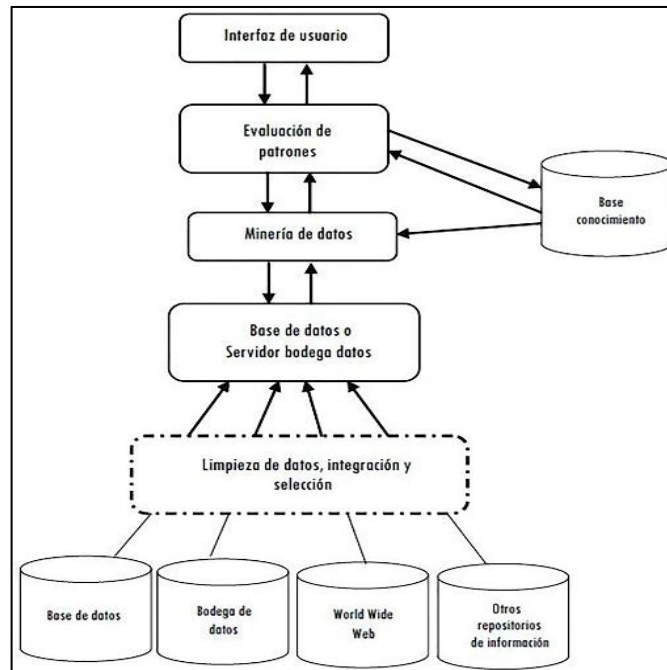 Interfaz de usuario
Evaluación de
patrones
Base
conocimiento
Minería de datos
Base de datos o
Servidor bodega datos
Limpieza de datos, integración y
selección
Base de datos
Bodega de
datos
World Wide
Web
Otros
repositorios
de información